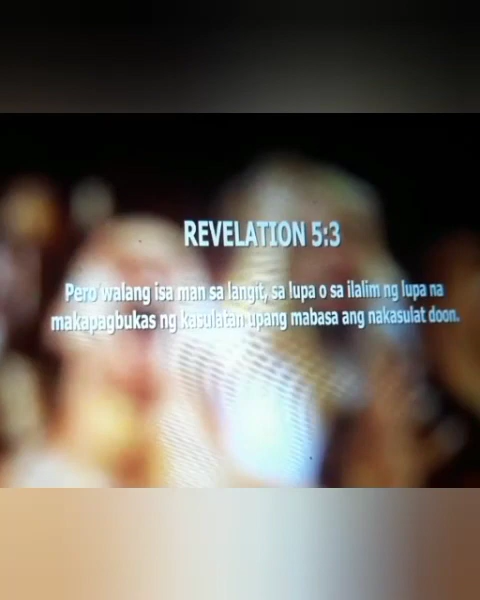 REVELATION 5:3
Pero walang isa man sa langit, sa lupa o sa ilalim ng lupa na
makapagbukas ng kasulatan upang mabasa ang nakasulat doon.